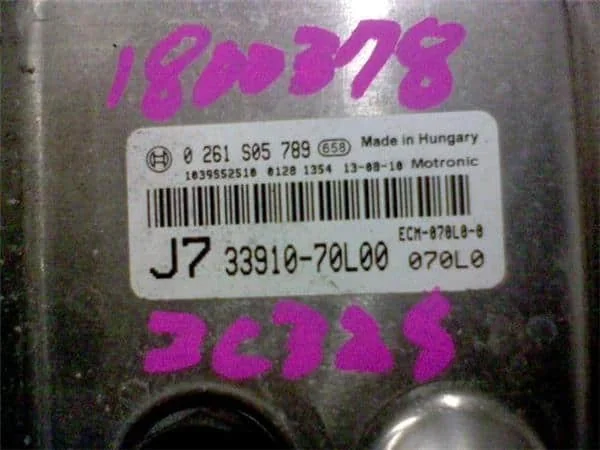 1800378
0 261 S05 789 658 Made in Hungary
1039S52510 0128 1354 13-08-10 Motronic
ECM-070L0-0
J7 33910-70L00 070L0
JC32S